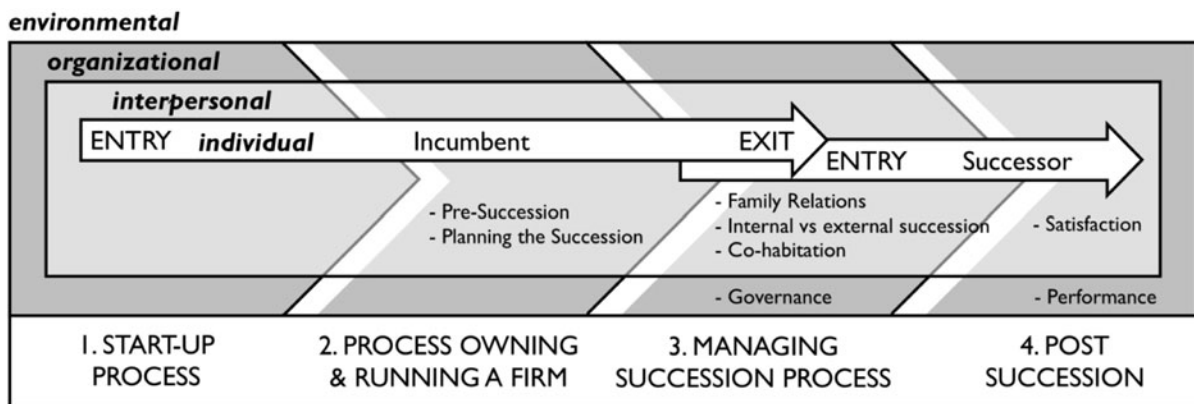 environmental
organizational
interpersonal
ENTRY individual Incumbent EXIT
ENTRY Successor
- Pre-Succession
- Planning the Succession
- Family Relations
- Internal vs external succession
- Co-habitation
- Satisfaction
- Governance
- Performance
1. START-UP
PROCESS
2. PROCESS OWNING
& RUNNING A FIRM
3. MANAGING
SUCCESSION PROCESS
4. POST
SUCCESSION